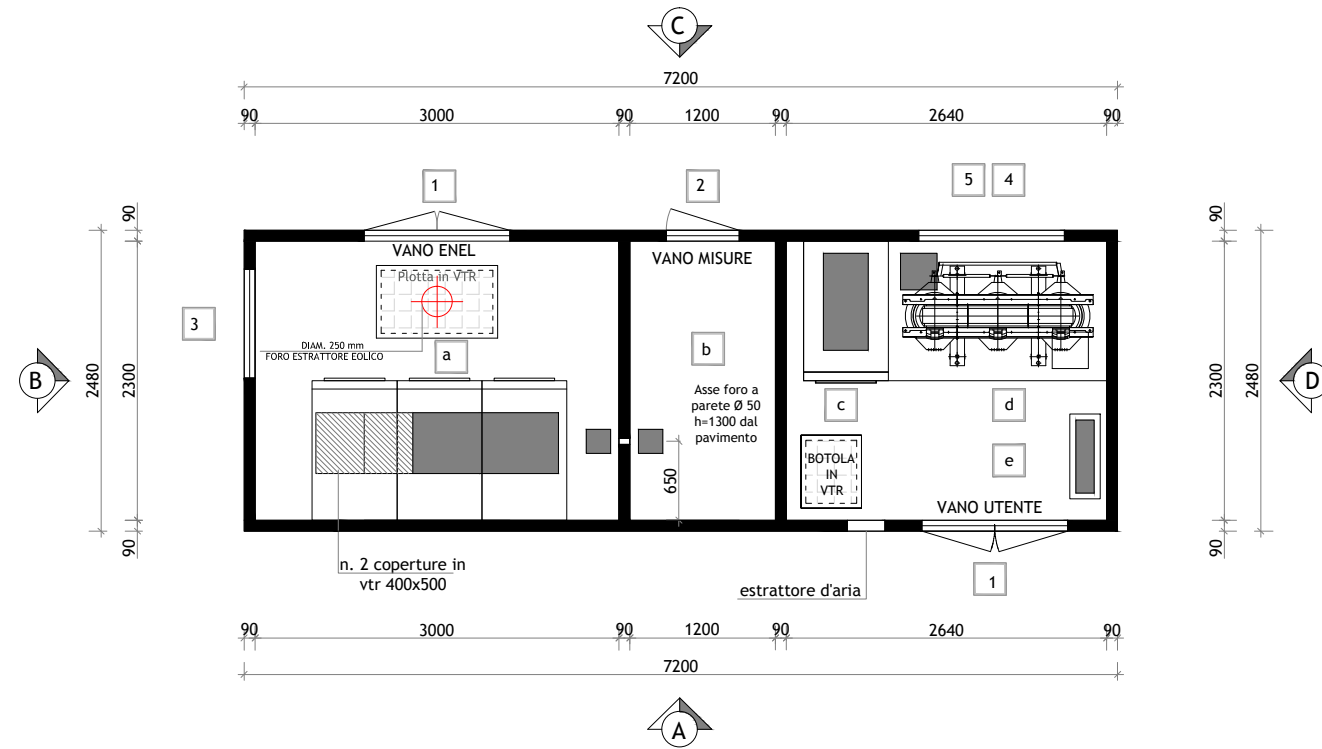 C
7200
90 3000 90 1200 90 2640 90
1
2
5 4
90
2480
2300
90
3
B
VANO ENEL
Plotta in VTR
DIAM. 250 mm
FORO ESTRATTORE EOLICO
a
VANO MISURE
b
Asse foro a
parete Ø 50
h=1300 dal
pavimento
650
c
d
e
BOTOLA
IN
VTR
VANO UTENTE
1
90
2300
2480
90
D
n. 2 coperture in
vtr 400x500
estrattore d'aria
90 3000 90 1200 90 2640 90
7200
A